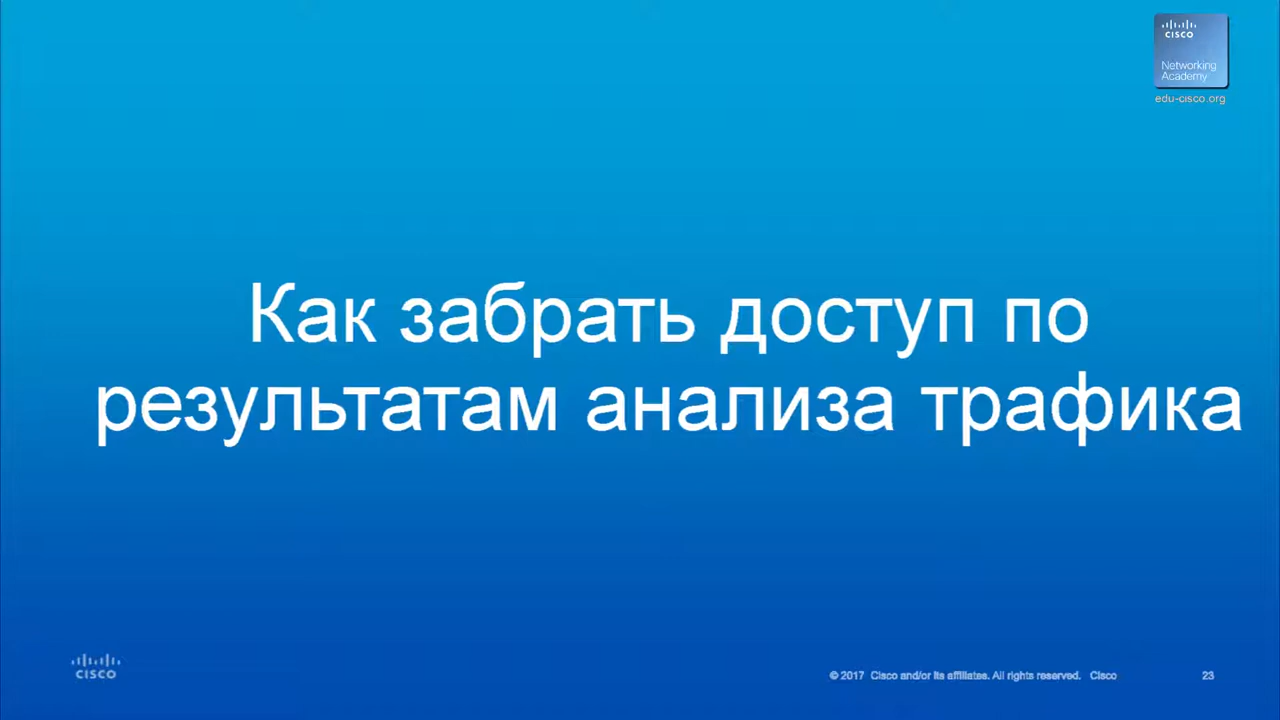 CISCO
Networking
Academy
edu-cisco.org
Как забрать доступ по
результатам анализа трафика
CISCO
© 2017 Cisco and/or its affiliates. All rights reserved. Cisco 23